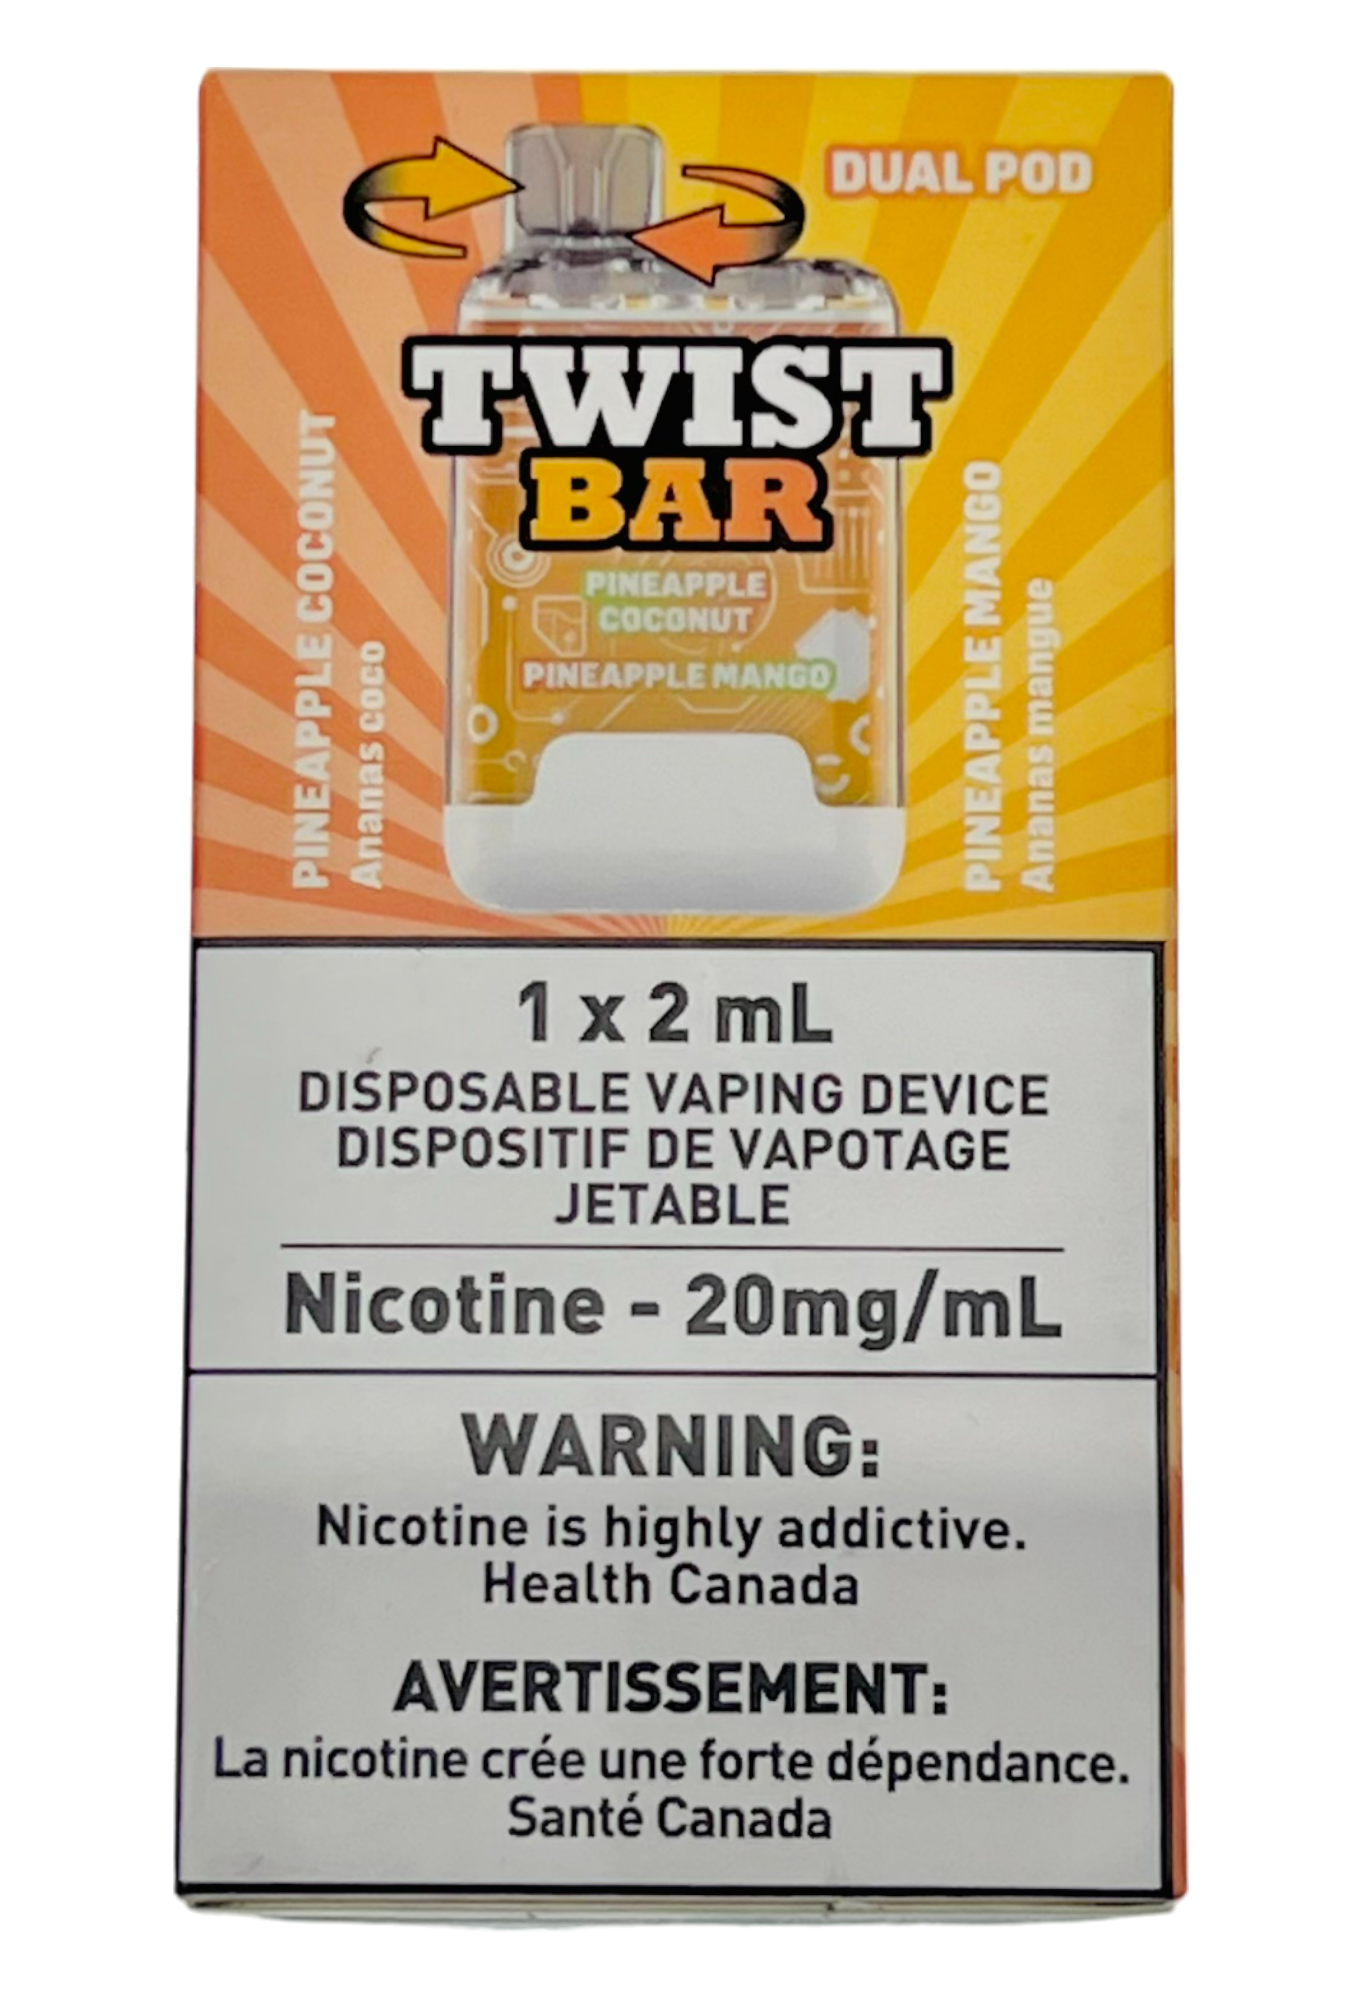 DUAL POD
TWIST
BAR
PINEAPPLE
COCONUT
PINEAPPLE MANGO
PINEAPPLE COCONUT
Ananas coco
PINEAPPLE MANGO
Ananas mangue
1 x 2 mL
DISPOSABLE VAPING DEVICE
DISPOSITIF DE VAPOTAGE
JETABLE
Nicotine - 20mg/mL
WARNING:
Nicotine is highly addictive.
Health Canada
AVERTISSEMENT:
La nicotine crée une forte dépendance.
Santé Canada